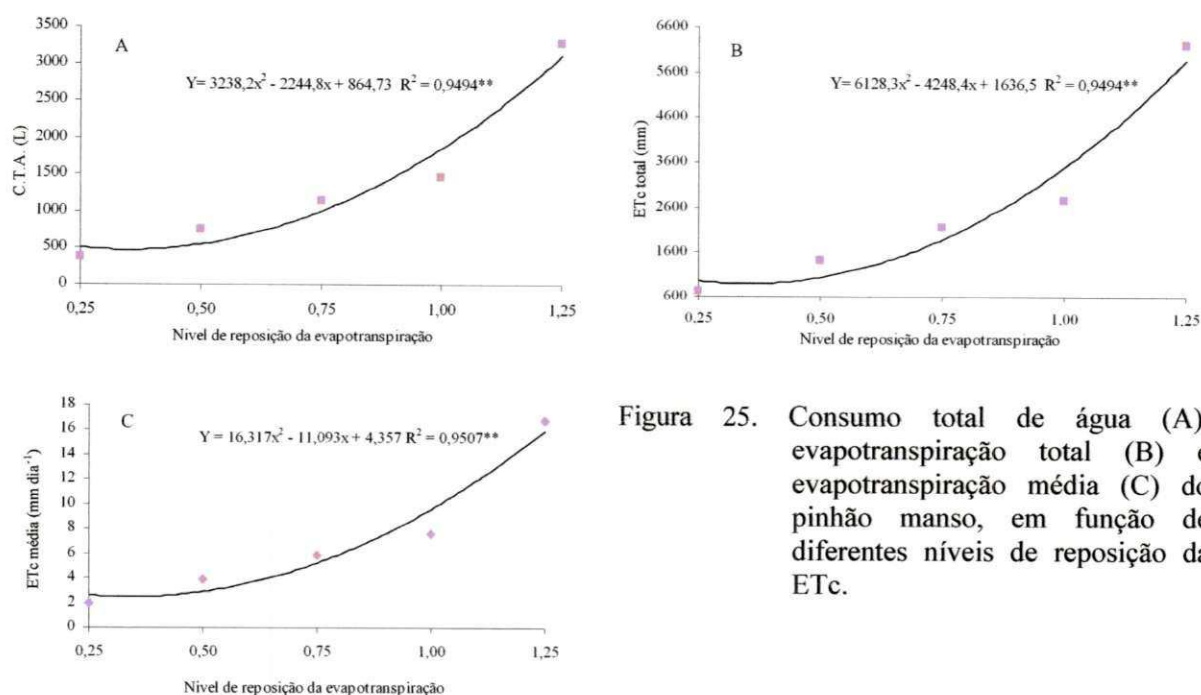 A
Y= 3238,2x² - 2244,8x + 864,73 R² = 0,9494**
C.T.A. (L)
3500
3000
2500
2000
1500
1000
500
0
0,25 0,50 0,75 1,00 1,25
Nivel de reposição da evapotranspiração
B
Y= 6128,3x² - 4248,4x + 1636,5 R² = 0,9494**
ETc total (mm)
6600
5600
4600
3600
2600
1600
600
0,25 0,50 0,75 1,00 1,25
Nivel de reposição da evapotranspiração
C
Y = 16,317x² - 11,093x + 4,357 R² = 0,9507**
ETc média (mm dia⁻¹)
18
16
14
12
10
8
6
4
2
0
0,25 0,50 0,75 1,00 1,25
Nivel de reposição da evapotranspiração
Figura 25. Consumo total de água (A)
evapotranspiração total (B)
evapotranspiração média (C)
pinhão manso, em função
diferentes níveis de reposição
ETc.